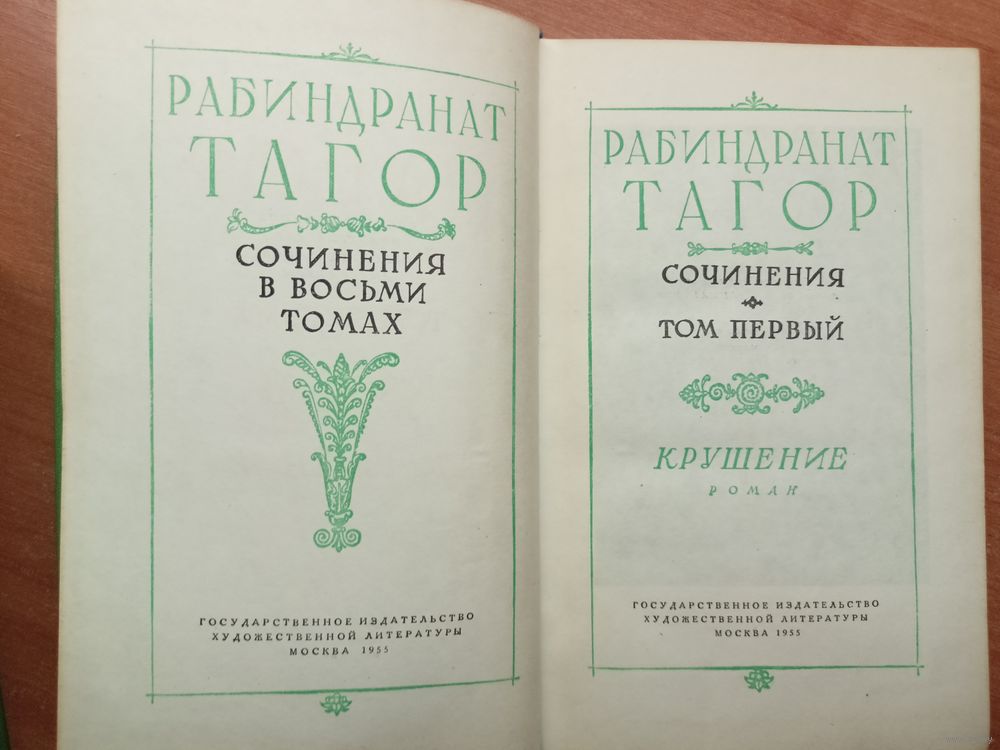 РАБИНДРАНАТ
ТАГОР
СОЧИНЕНИЯ
В ВОСЬМИ
ТОМАХ
ГОСУДАРСТВЕННОЕ ИЗДАТЕЛЬСТВО
ХУДОЖЕСТВЕННОЙ ЛИТЕРАТУРЫ
МОСКВА 1955
РАБИНДРАНАТ
ТАГОР
СОЧИНЕНИЯ
ТОМ ПЕРВЫЙ
КРУШЕНИЕ
РОМАН
ГОСУДАРСТВЕННОЕ ИЗДАТЕЛЬСТВО
ХУДОЖЕСТВЕННОЙ ЛИТЕРАТУРЫ
МОСКВА 1955